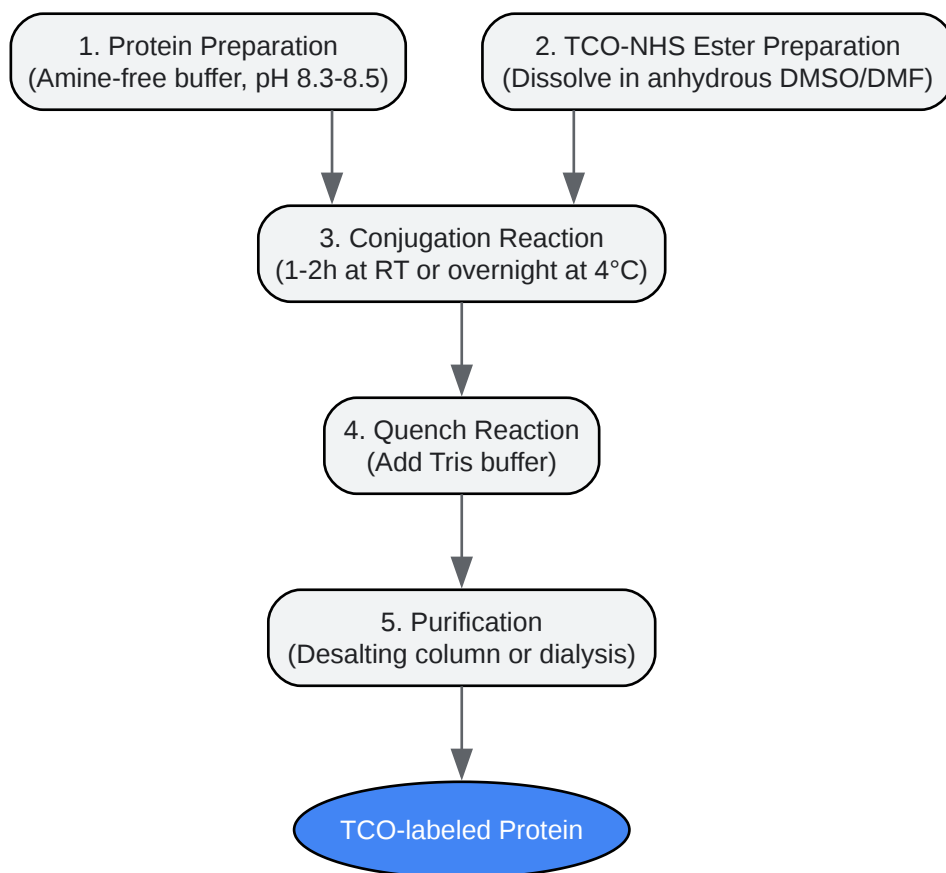 1. Protein Preparation
(Amine-free buffer, pH 8.3-8.5)
2. TCO-NHS Ester Preparation
(Dissolve in anhydrous DMSO/DMF)
3. Conjugation Reaction
(1-2h at RT or overnight at 4°C)
4. Quench Reaction
(Add Tris buffer)
5. Purification
(Desalting column or dialysis)
TCO-labeled Protein